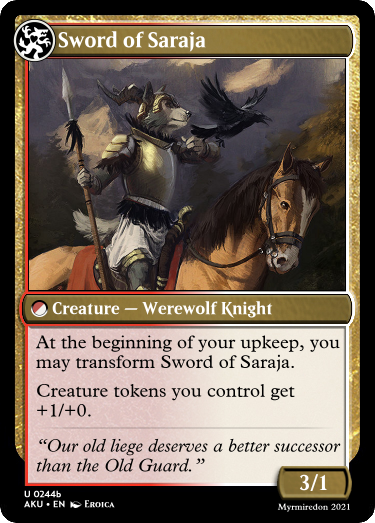 Sword of Saraja
Creature — Werewolf Knight
At the beginning of your upkeep, you
may transform Sword of Saraja.
Creature tokens you control get
+1/+0.
“Our old liege deserves a better successor
than the Old Guard.”
3/1
U 0244b
AKU • EN Eroica
Myrmiredon 2021